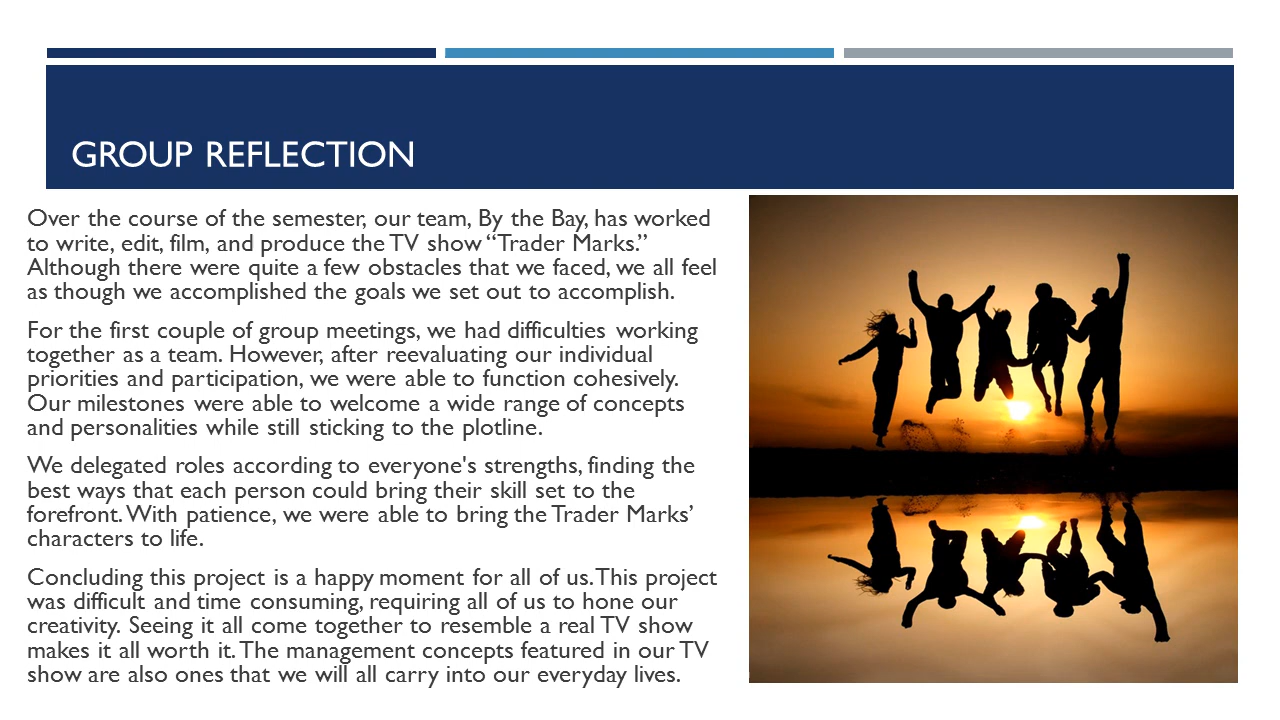 GROUP REFLECTION
Over the course of the semester, our team, By the Bay, has worked
to write, edit, film, and produce the TV show “Trader Marks.”
Although there were quite a few obstacles that we faced, we all feel
as though we accomplished the goals we set out to accomplish.
For the first couple of group meetings, we had difficulties working
together as a team. However, after reevaluating our individual
priorities and participation, we were able to function cohesively.
Our milestones were able to welcome a wide range of concepts
and personalities while still sticking to the plotline.
We delegated roles according to everyone's strengths, finding the
best ways that each person could bring their skill set to the
forefront. With patience, we were able to bring the Trader Marks’
characters to life.
Concluding this project is a happy moment for all of us. This project
was difficult and time consuming, requiring all of us to hone our
creativity. Seeing it all come together to resemble a real TV show
makes it all worth it. The management concepts featured in our TV
show are also ones that we will all carry into our everyday lives.